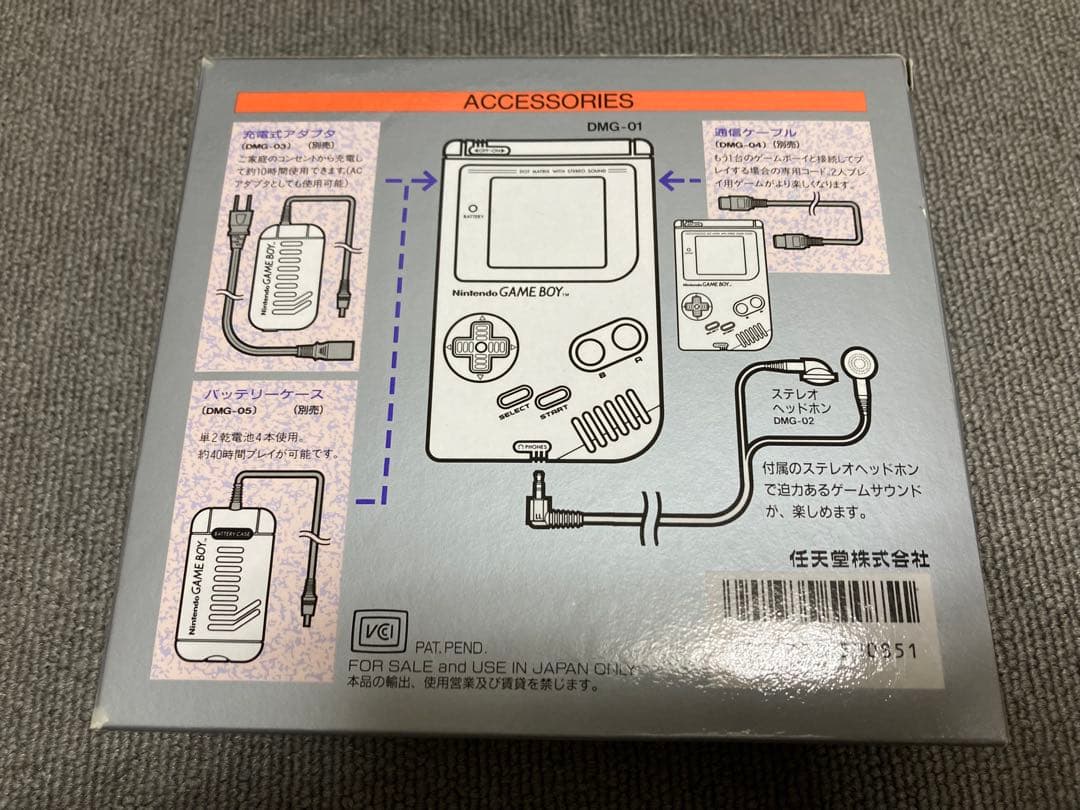 ACCESSORIES
充電式アダプタ
(DMG-03) (別売)
ご家庭のコンセントから充電し
て約10時間使用できます。(AC
アダプタとしても使用可能)
Nintendo GAME BOY
バッテリーケース
(DMG-05) (別売)
単2乾電池4本使用。
約40時間プレイが可能です。
BATTERY CASE
Nintendo GAME BOY
DMG-01
OFF・ON
DOT MATRIX WITH STEREO SOUND
BATTERY
Nintendo GAME BOY™
B A
SELECT START
PHONES
通信ケーブル
(DMG-04) (別売)
もう1台のゲームボーイと接続してプ
レイする場合の専用コード。2人プレ
イ用ゲームがより楽しくなります。
Nintendo GAME BOY
ステレオ
ヘッドホン
DMG-02
付属のステレオヘッドホン
で迫力あるゲームサウンド
が、楽しめます。
任天堂株式会社
VCI
PAT. PEND.
FOR SALE and USE IN JAPAN ONLY
本品の輸出、使用営業及び賃貸を禁じます。